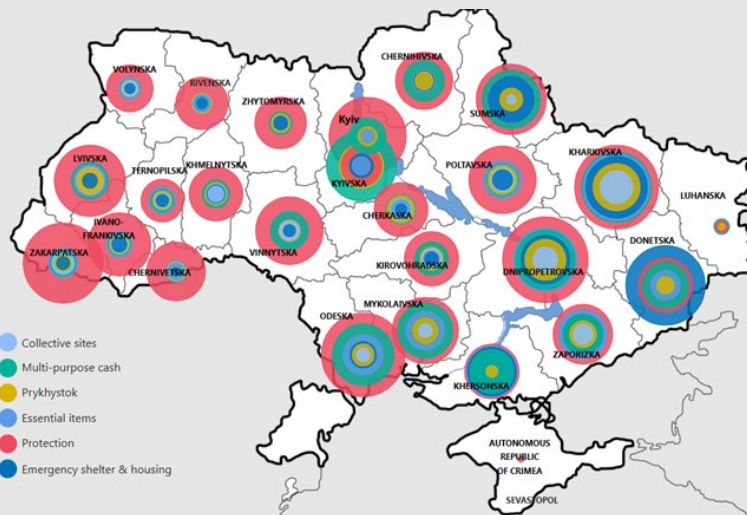 CHERNIHIVSKA
VOLYNSKA
RIVENSKA
ZHYTOMYRSKA
SUMSKA
Kyiv
KHARKIVSKA
LVIVSKA
TERNOPILSKA
KHMELNYTSKA
KYIVSKA
POLTAVSKA
LUHANSKA
IVANO-
FRANKIVSKA
CHERKASKA
ZAKARPATSKA
VINNYTSKA
DONETSKA
CHERNIVETSKA
KIROVOHRADSKA
DNIPROPETROVSKA
MYKOLAIVSKA
ODESKA
ZAPORIZKA
KHERSONSKA
Collective sites
Multi-purpose cash
Prykhystok
Essential items
Protection
Emergency shelter & housing
AUTONOMOUS
REPUBLIC
OF CRIMEA
SEVASTOPOL